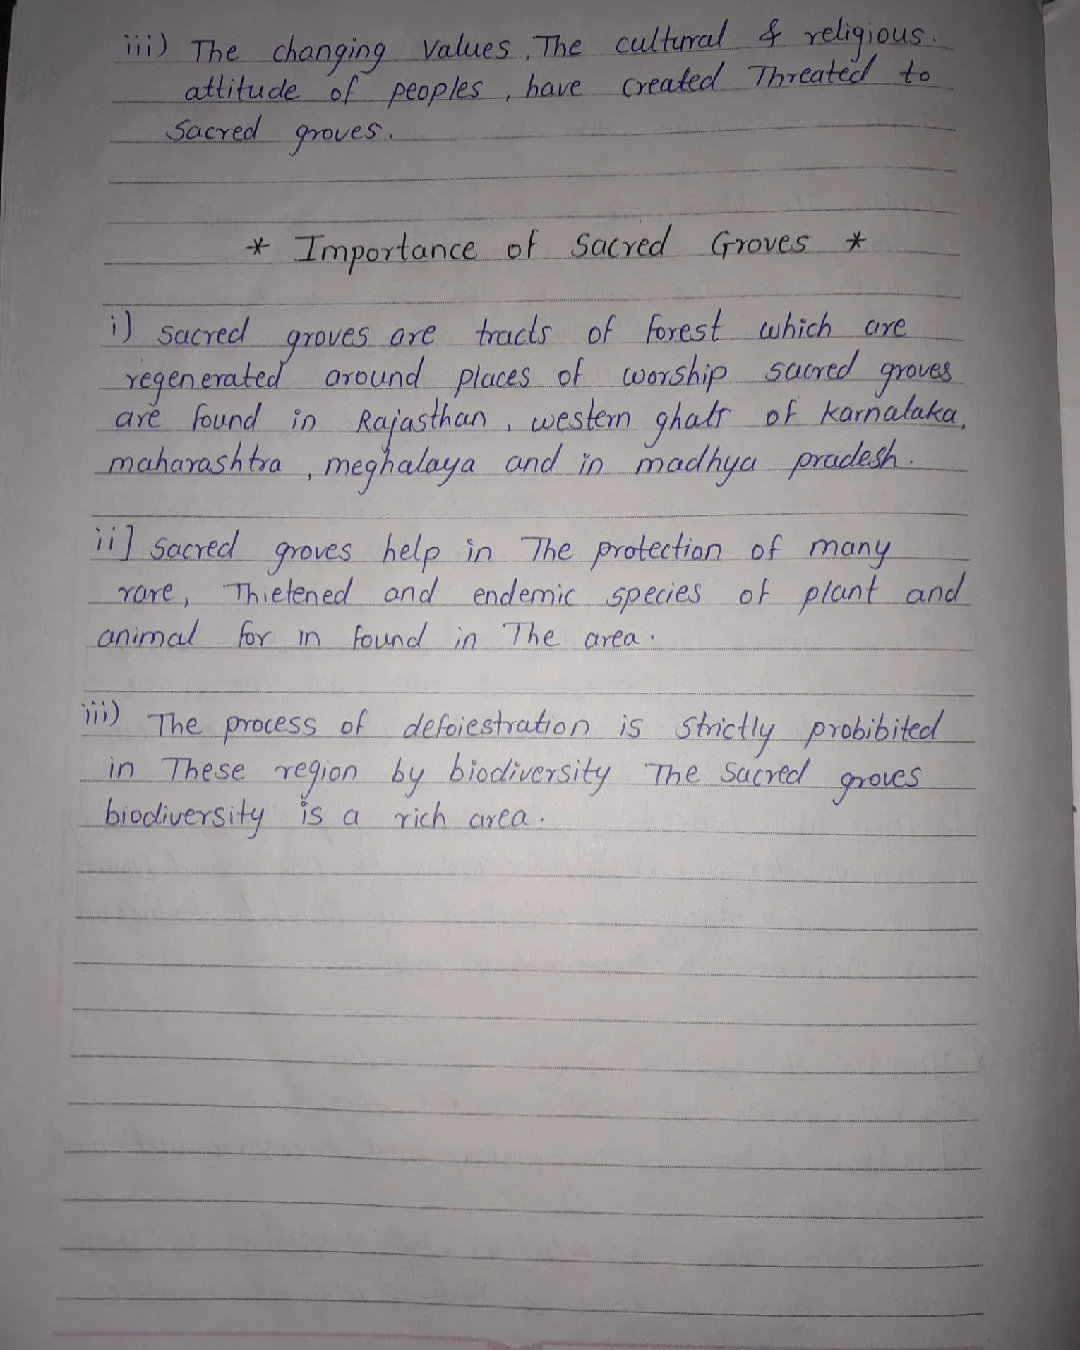 iii) The changing values, The cultural & religious.
attitude of peoples, have created Threated to
Sacred groves.
* Importance of Sacred Groves *
i) sacred groves are tracts of forest which are
regenerated around places of worship sacred groves
are found in Rajasthan, western ghats of karnataka,
maharashtra, meghalaya and in madhya pradesh.
ii] sacred groves help in The protection of many
rare, Thietened and endemic species of plant and
animal for in found in The area.
iii) The process of defoiestration is strictly probibited
in These region by biodiversity The sacred groves
biodiversity is a rich area.